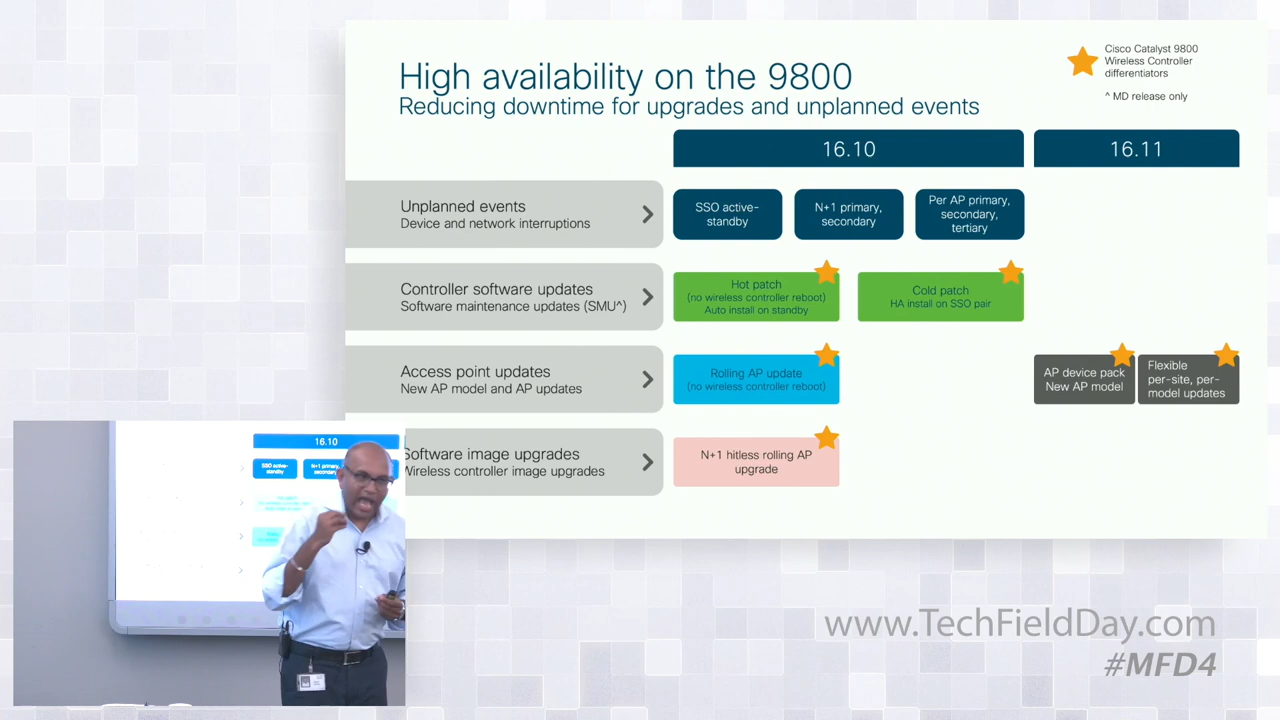 High availability on the 9800
Reducing downtime for upgrades and unplanned events
Cisco Catalyst 9800
Wireless Controller
differentiators
^ MD release only
16.10
16.11
Unplanned events
Device and network interruptions
SSO active-
standby
N+1 primary,
secondary
Per AP primary,
secondary,
tertiary
Controller software updates
Software maintenance updates (SMU^)
Hot patch
(no wireless controller reboot)
Auto install on standby
Cold patch
HA install on SSO pair
Access point updates
New AP model and AP updates
Rolling AP update
(no wireless controller reboot)
AP device pack
New AP model
Flexible
per-site, per-
model updates
Software image upgrades
Wireless controller image upgrades
N+1 hitless rolling AP
upgrade
16.10
SSO active-
standby
N+1 primary,
www.TechFieldDay.com
#MFD4